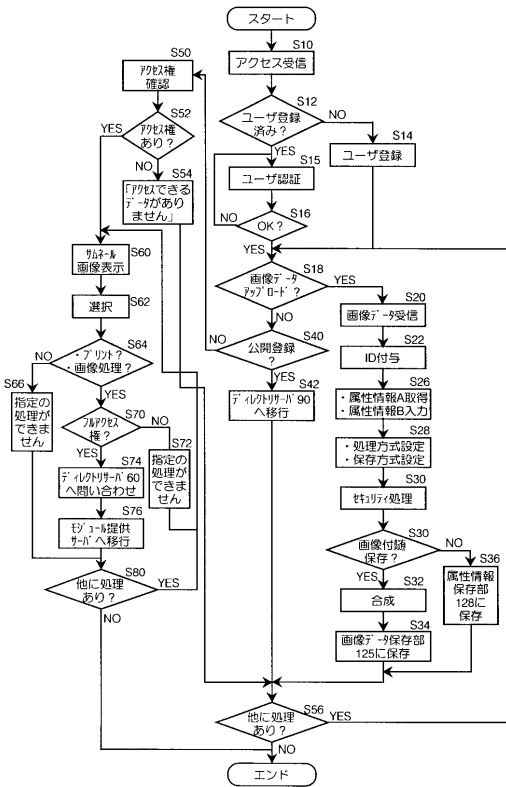 スタート
S10
アクセス受信
S12
ユーザ登録
済み？
NO
YES
S14
ユーザ登録
S15
ユーザ認証
S16
OK？
NO
YES
S18
画像データ
アップロード？
YES
NO
S20
画像データ受信
S22
ID付与
S26
・属性情報A取得
・属性情報B入力
S28
・処理方式設定
・保存方式設定
S30
セキュリティ処理
S30
画像付随
保存？
NO
YES
S32
合成
S34
画像データ保存部
125に保存
S36
属性情報
保存部
128に
保存
S40
公開登録
？
NO
YES
S42
ディレクトリサーバ90
へ移行
S50
アクセス権
確認
S52
アクセス権
あり？
YES
NO
S54
「アクセスできる
データがあり
ません」
S60
サムネール
画像表示
S62
選択
S64
・プリント？
・画像処理？
NO
YES
S66
指定の
処理が
できま
せん
S70
フルアクセス
権？
NO
YES
S72
指定の
処理が
できま
せん
S74
ディレクトリサーバ60
へ問い合わせ
S76
モジュール提供
サーバへ移行
S80
他に処理
あり？
YES
NO
S56
他に処理
あり？
YES
NO
エンド